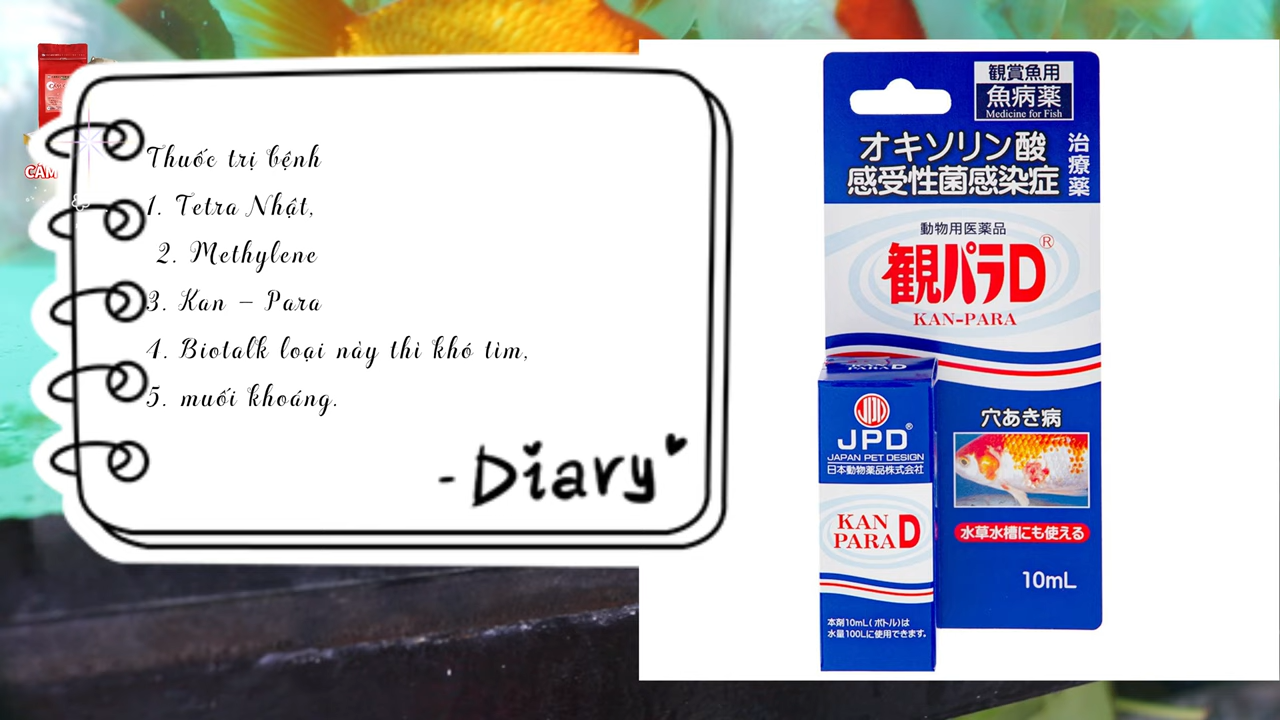 CÁM
Thuốc trị bệnh
1. Tetra Nhật,
2. Methylene
3. Kan - Para
4. Biotalk loại này thì khó tìm,
5. muối khoáng.
-Diary
観賞魚用
魚病薬
Medicine for Fish
オキソリン酸
感受性菌感染症
治療薬
動物用医薬品
観パラD®
KAN-PARA
KAN
PARA D
JPD®
JAPAN PET DESIGN
日本動物薬品株式会社
KAN
PARA D
本剤10mL(ボトル)は
水量100Lに使用できます。
穴あき病
水草水槽にも使える
10mL